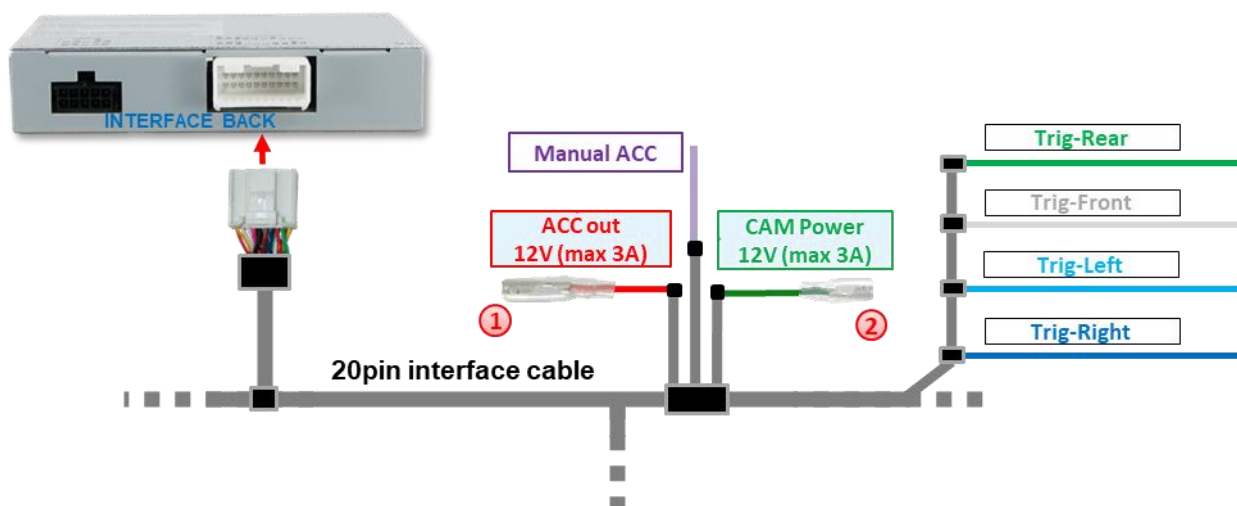 INTERFACE BACK
Manual ACC
ACC out
12V (max 3A)
CAM Power
12V (max 3A)
1
2
Trig-Rear
Trig-Front
Trig-Left
Trig-Right
20pin interface cable